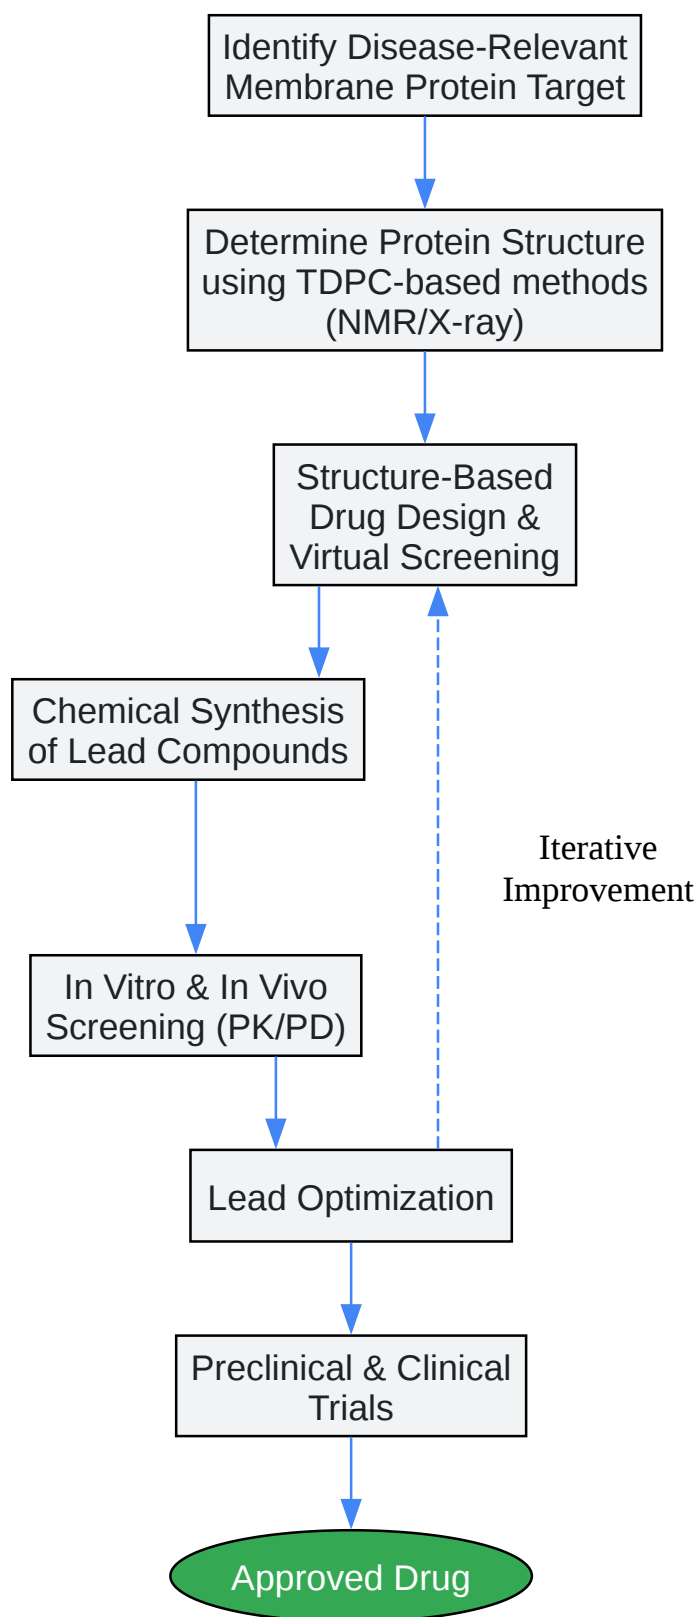 Identify Disease-Relevant
Membrane Protein Target
Determine Protein Structure
using TDPC-based methods
(NMR/X-ray)
Structure-Based
Drug Design &
Virtual Screening
Chemical Synthesis
of Lead Compounds
Iterative
Improvement
In Vitro & In Vivo
Screening (PK/PD)
Lead Optimization
Preclinical & Clinical
Trials
Approved Drug